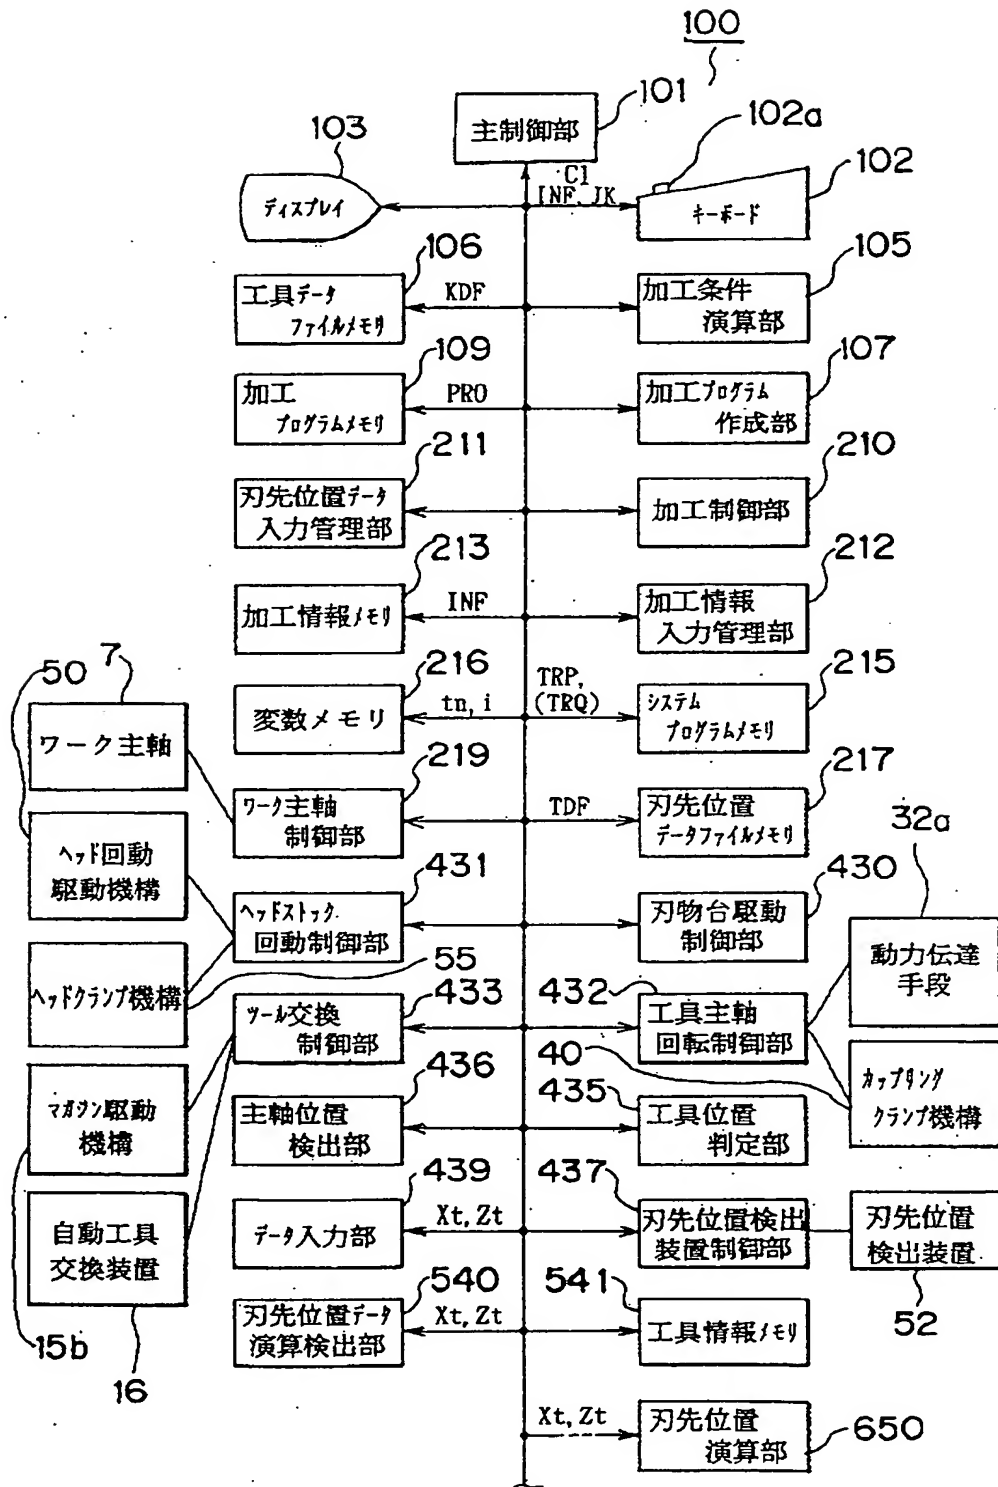 100
101
主制御部
102a
103
102
ディスプレイ
C1
INF, JK
キーボード
106
105
工具データ
ファイルメモリ
KDF
加工条件
演算部
109
107
加工
プログラムメモリ
PRO
加工プログラム
作成部
211
210
刃先位置データ
入力管理部
加工制御部
213
212
加工情報メモリ
INF
加工情報
入力管理部
50
7
216
215
ワーク主軸
変数メモリ
tn, i
TRP,
(TRQ)
システム
プログラムメモリ
219
217
ヘッド回動
駆動機構
ワーク主軸
制御部
TDF
刃先位置
データファイルメモリ
32a
431
430
ヘッドストック
回動制御部
刃物台駆動
制御部
動力伝達
手段
ヘッドクランプ機構
55
433
432
ツール交換
制御部
工具主軸
回転制御部
40
436
435
マガジン駆動
機構
主軸位置
検出部
工具位置
判定部
カップリング
クランプ機構
439
437
自動工具
交換装置
データ入力部
Xt, Zt
刃先位置検出
装置制御部
刃先位置
検出装置
540
541
52
15b
16
刃先位置データ
演算検出部
Xt, Zt
工具情報メモリ
Xt, Zt
刃先位置
演算部
650